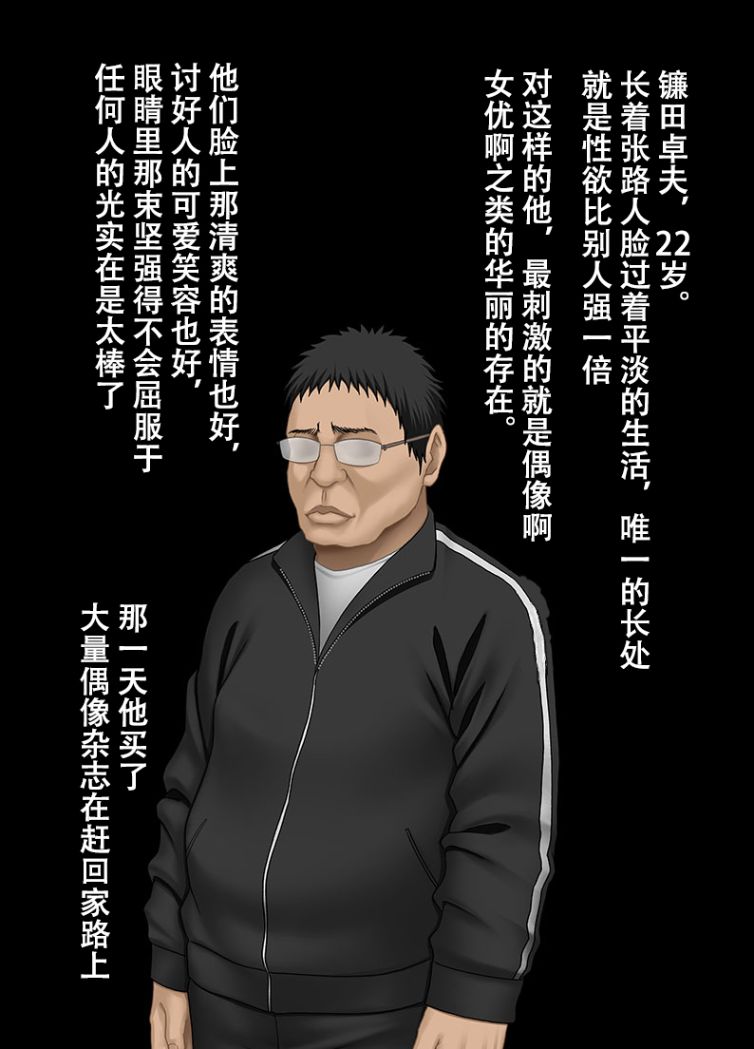 镰田卓夫，22岁。
长着张路人脸过着平淡的生活，唯一的长处
就是性欲比别人强一倍
对这样的他，最刺激的就是偶像啊
女优啊之类的华丽的存在。
他们脸上那清爽的表情也好，
讨好人的可爱笑容也好，
眼睛里那束坚强得不会屈服于
任何人的光实在是太棒了
那一天他买了
大量偶像杂志在赶回家路上